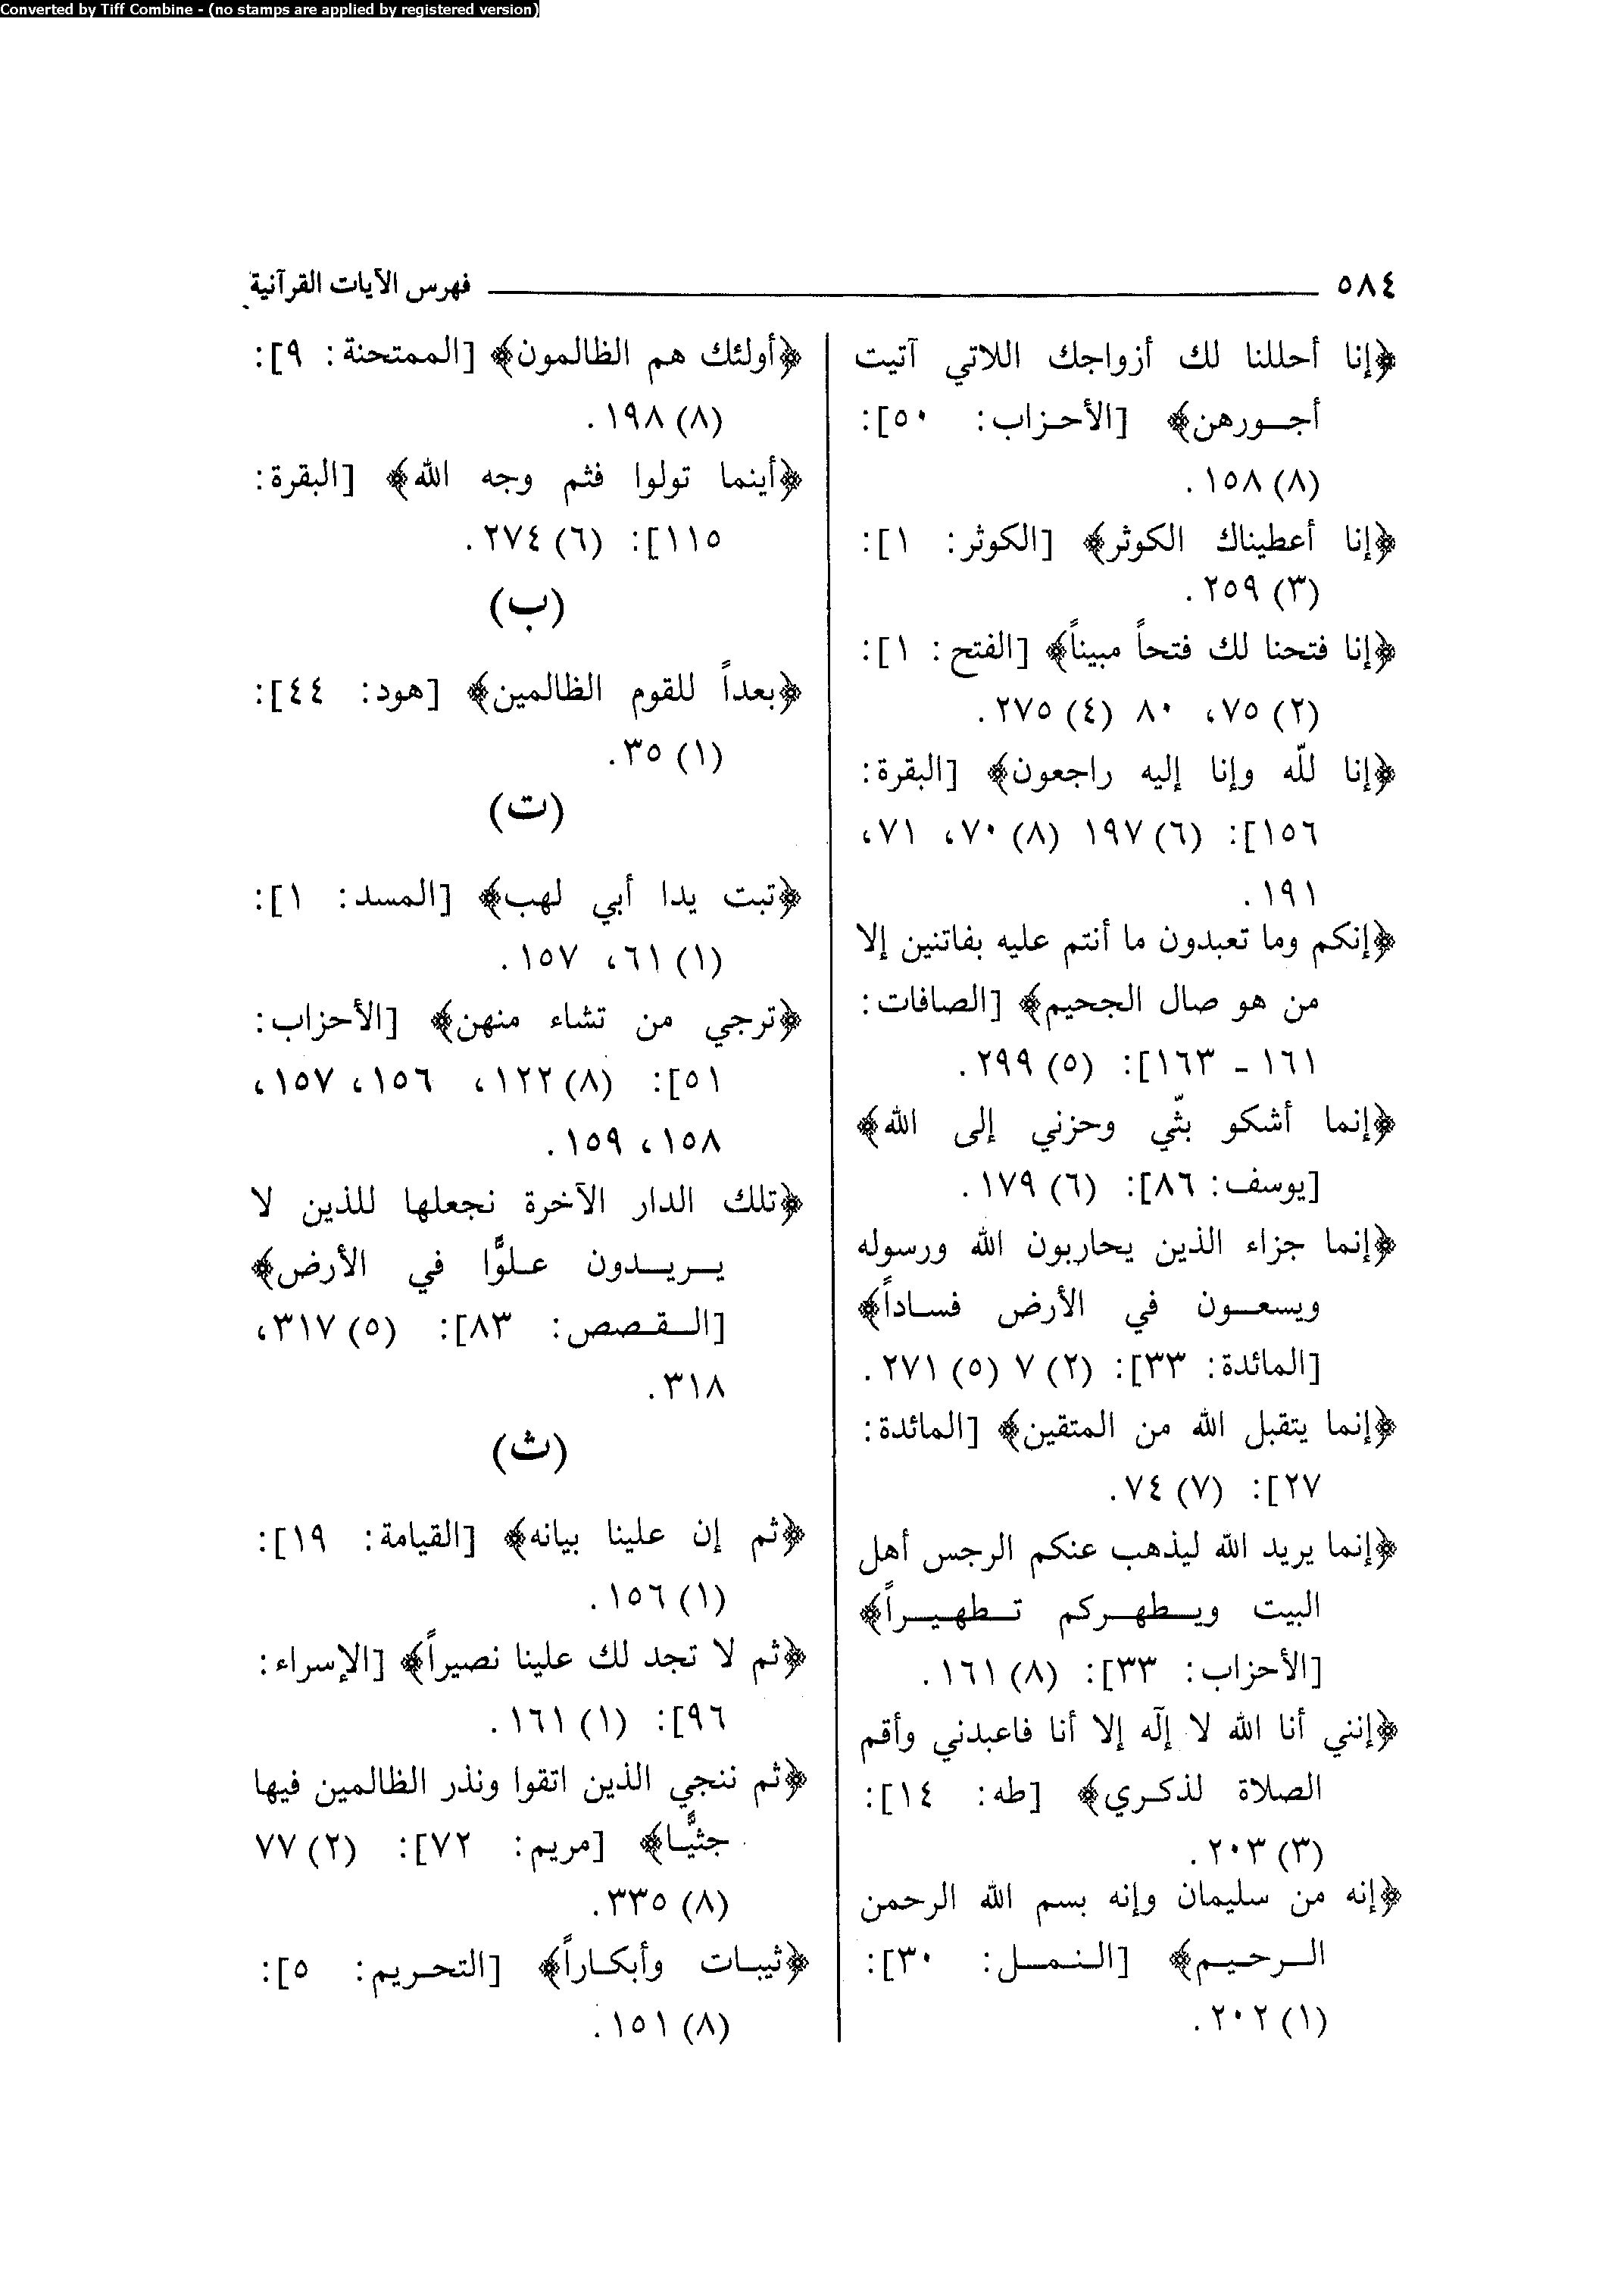 Converted by Tiff Combine - (no stamps are applied by registered version)
٥٨٤ فهرس الآيات القرآنية
﴿إنا أحللنا لك أزواجك اللاتي آتيت
أجورهن﴾ [الأحزاب: ٥٠]:
(٨) ١٥٨.
﴿إنا أعطيناك الكوثر﴾ [الكوثر: ١]:
(٣) ٢٥٩.
﴿إنا فتحنا لك فتحاً مبيناً﴾ [الفتح: ١]:
(٢) ٧٥، ٨٠ (٤) ٢٧٥.
﴿إنا للّه وإنا إليه راجعون﴾ [البقرة:
١٥٦]: (٦) ١٩٧ (٨) ٧٠، ٧١،
١٩١.
﴿إنكم وما تعبدون ما أنتم عليه بفاتنين إلا
من هو صال الجحيم﴾ [الصافات:
١٦١ - ١٦٣]: (٥) ٢٩٩.
﴿إنما أشكو بثّي وحزني إلى الله﴾
[يوسف: ٨٦]: (٦) ١٧٩.
﴿إنما جزاء الذين يحاربون الله ورسوله
ويسعون في الأرض فساداً﴾
[المائدة: ٣٣]: (٢) ٧ (٥) ٢٧١.
﴿إنما يتقبل الله من المتقين﴾ [المائدة:
٢٧]: (٧) ٧٤.
﴿إنما يريد الله ليذهب عنكم الرجس أهل
البيت ويطهركم تطهيراً﴾
[الأحزاب: ٣٣]: (٨) ١٦١.
﴿إنني أنا الله لا إلٓه إلا أنا فاعبدني وأقم
الصلاة لذكري﴾ [طه: ١٤]:
(٣) ٢٠٣.
﴿إنه من سليمان وإنه بسم الله الرحمن
الرحيم﴾ [النمل: ٣٠]:
(١) ٢٠٢.
﴿أولئك هم الظالمون﴾ [الممتحنة: ٩]:
(٨) ١٩٨.
﴿أينما تولوا فثم وجه الله﴾ [البقرة:
١١٥]: (٦) ٢٧٤.
(ب)
﴿بعداً للقوم الظالمين﴾ [هود: ٤٤]:
(١) ٣٥.
(ت)
﴿تبت يدا أبي لهب﴾ [المسد: ١]:
(١) ٦١، ١٥٧.
﴿ترجي من تشاء منهن﴾ [الأحزاب:
٥١]: (٨) ١٢٢، ١٥٦، ١٥٧،
١٥٨، ١٥٩.
﴿تلك الدار الآخرة نجعلها للذين لا
يريدون علوًّا في الأرض﴾
[القصص: ٨٣]: (٥) ٣١٧،
٣١٨.
(ث)
﴿ثم إن علينا بيانه﴾ [القيامة: ١٩]:
(١) ١٥٦.
﴿ثم لا تجد لك علينا نصيراً﴾ [الإسراء:
٩٦]: (١) ١٦١.
﴿ثم ننجي الذين اتقوا ونذر الظالمين فيها
جثيًّا﴾ [مريم: ٧٢]: (٢) ٧٧
(٨) ٣٣٥.
﴿ثيبات وأبكاراً﴾ [التحريم: ٥]:
(٨) ١٥١.